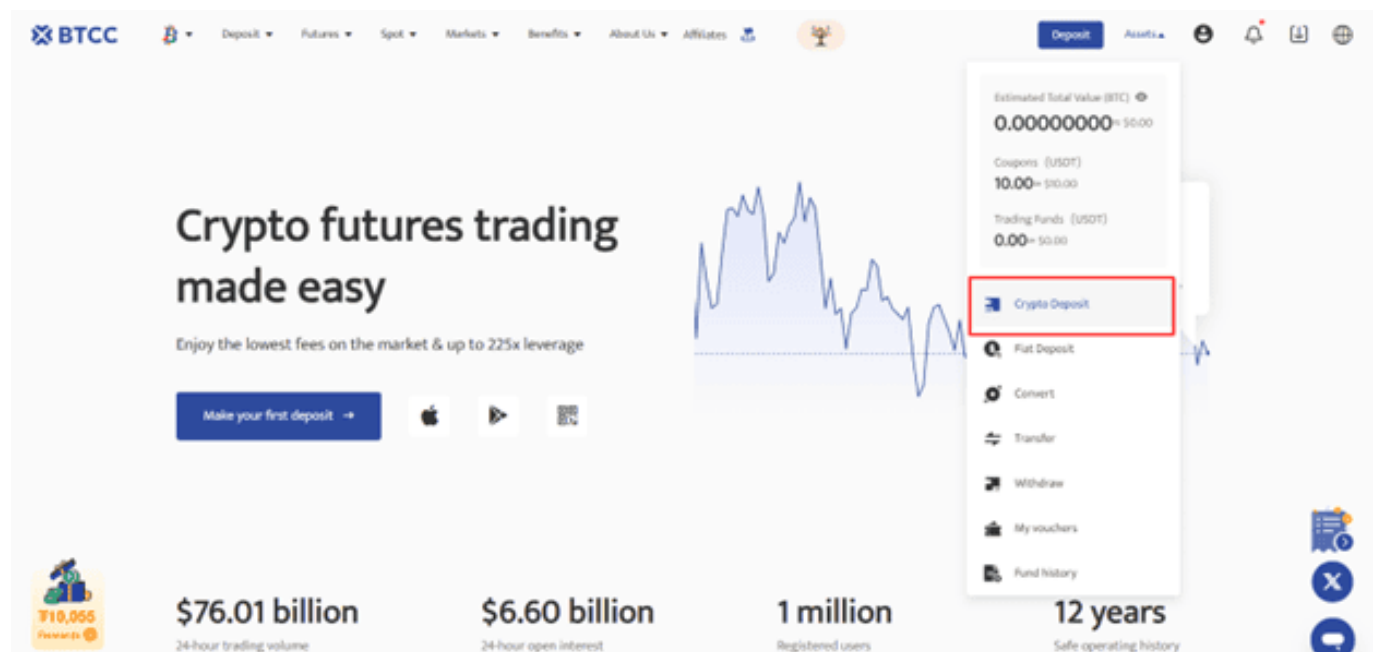 BTCC
Deposit Futures Spot Markets Benefits About Us Affiliates
Deposit Assets
Estimated Total Value (BTC)
0.00000000≈ $0.00
Coupons (USDT)
10.00≈ $10.00
Trading Funds (USDT)
0.00≈ $0.00
Crypto Deposit
Fiat Deposit
Convert
Transfer
Withdraw
My vouchers
Fund history
Crypto futures trading
made easy
Enjoy the lowest fees on the market & up to 225x leverage
Make your first deposit →
₮10,055
Rewards
$76.01 billion
24-hour trading volume
$6.60 billion
24-hour open interest
1 million
Registered users
12 years
Safe operating history